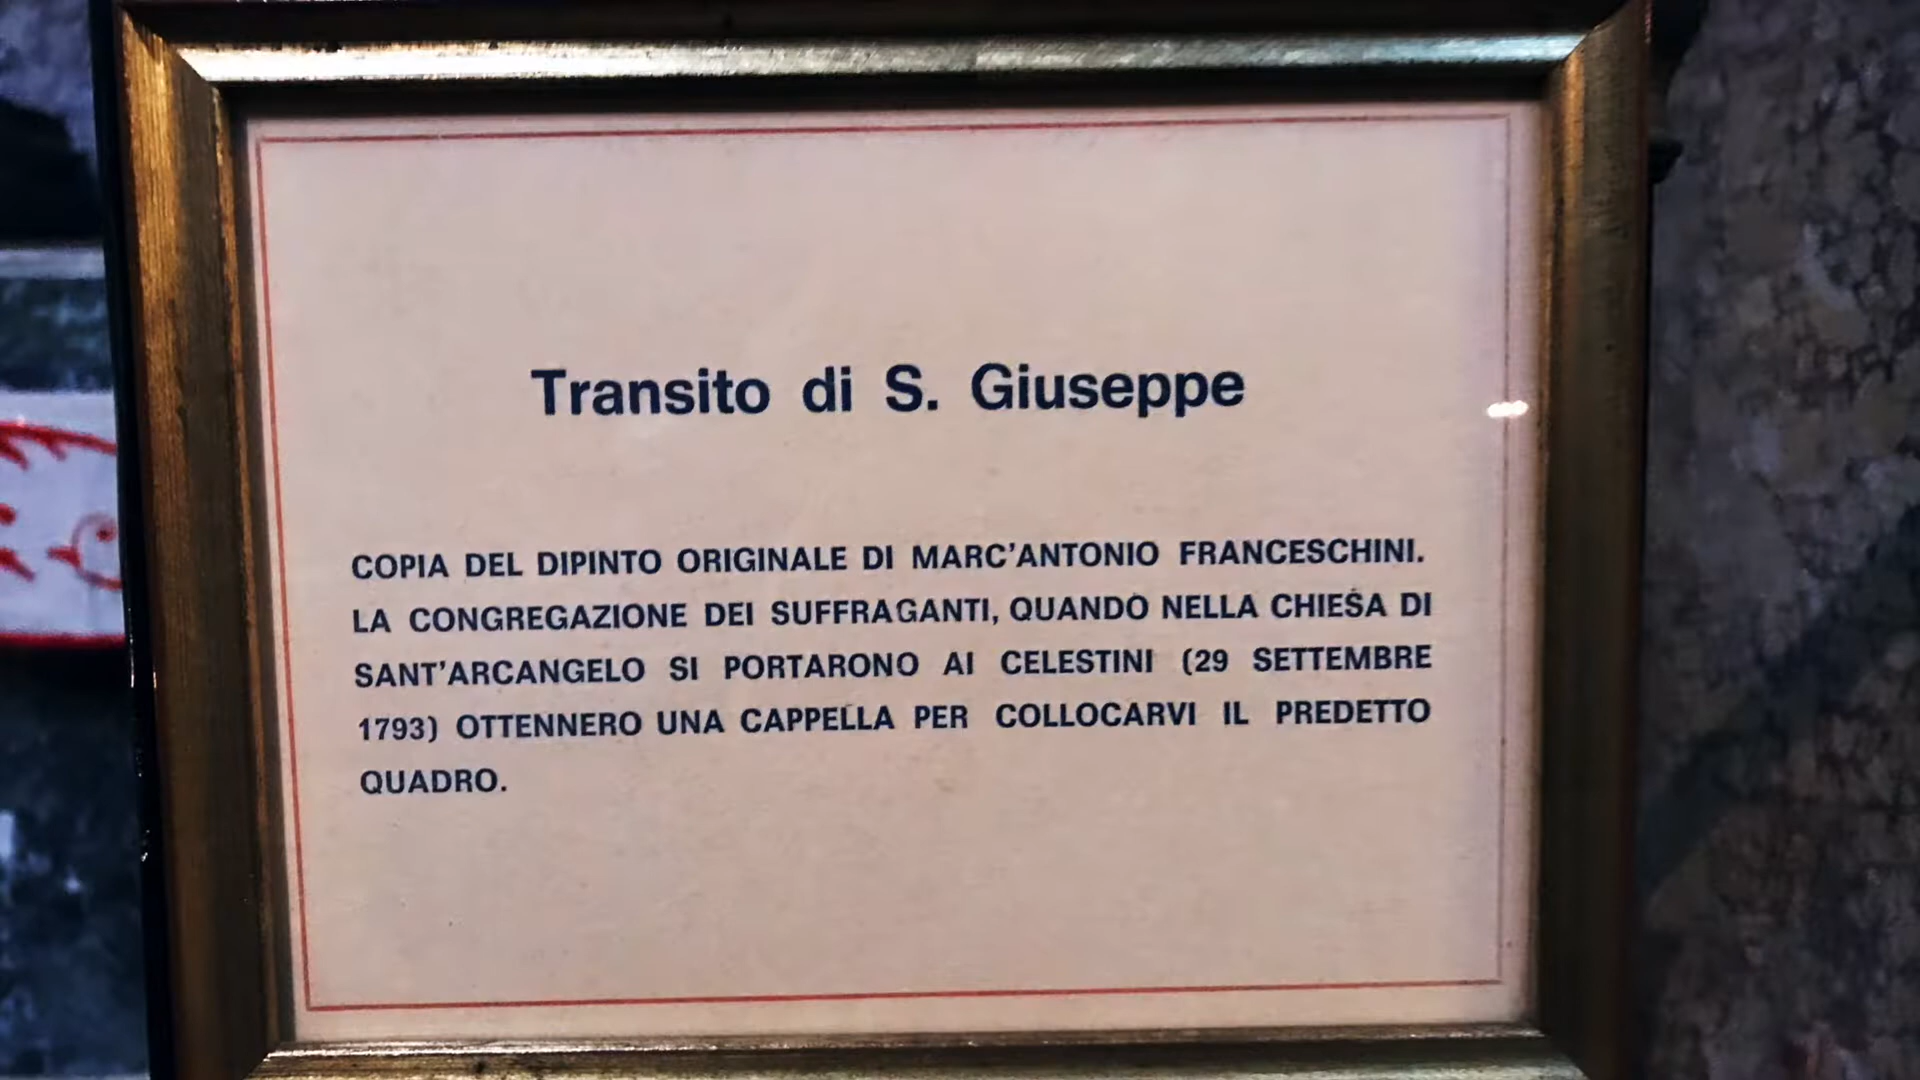 Transito di S. Giuseppe
COPIA DEL DIPINTO ORIGINALE DI MARC'ANTONIO FRANCESCHINI.
LA CONGREGAZIONE DEI SUFFRAGANTI, QUANDO NELLA CHIESA DI
SANT'ARCANGELO SI PORTARONO AI CELESTINI (29 SETTEMBRE
1793) OTTENNERO UNA CAPPELLA PER COLLOCARVI IL PREDETTO
QUADRO.